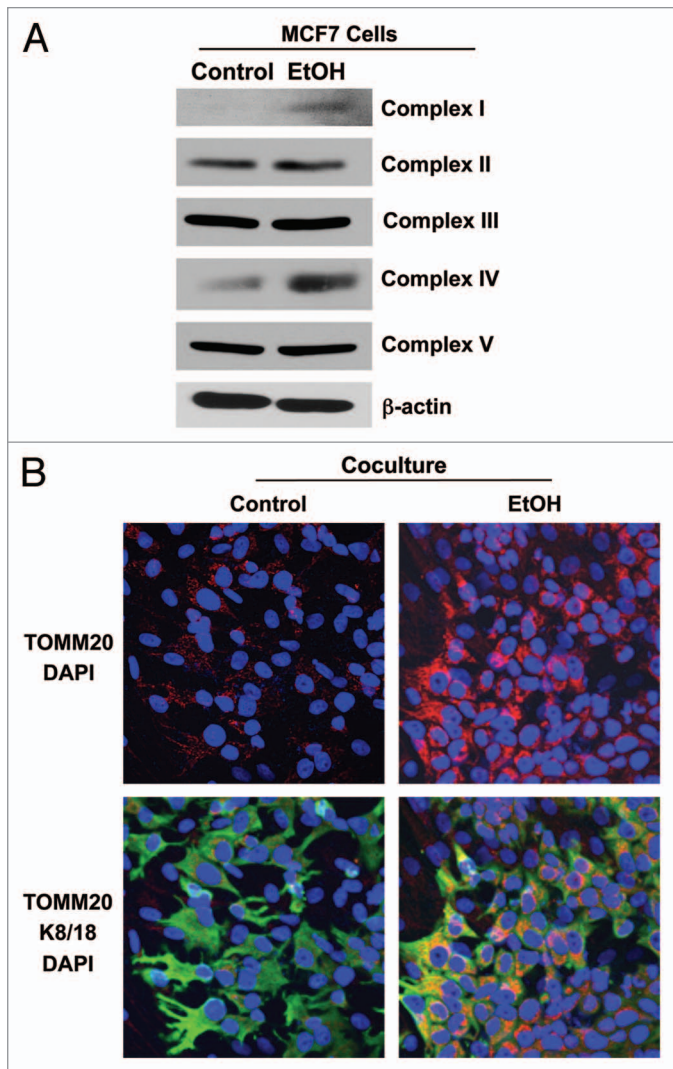 A
MCF7 Cells
Control EtOH
Complex I
Complex II
Complex III
Complex IV
Complex V
β-actin
B
Coculture
Control EtOH
TOMM20
DAPI
TOMM20
K8/18
DAPI